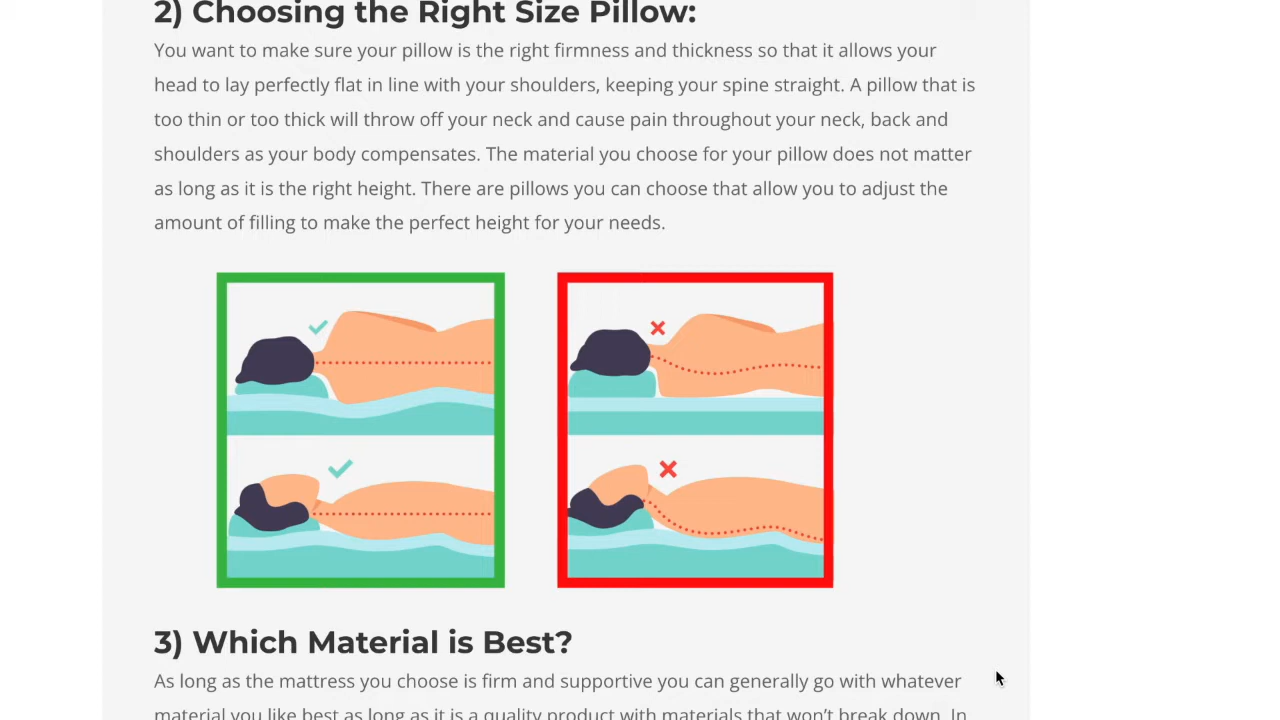 2) Choosing the Right Size Pillow:
You want to make sure your pillow is the right firmness and thickness so that it allows your
head to lay perfectly flat in line with your shoulders, keeping your spine straight. A pillow that is
too thin or too thick will throw off your neck and cause pain throughout your neck, back and
shoulders as your body compensates. The material you choose for your pillow does not matter
as long as it is the right height. There are pillows you can choose that allow you to adjust the
amount of filling to make the perfect height for your needs.
3) Which Material is Best?
As long as the mattress you choose is firm and supportive you can generally go with whatever
material you like best as long as it is a quality product with materials that won't break down. In